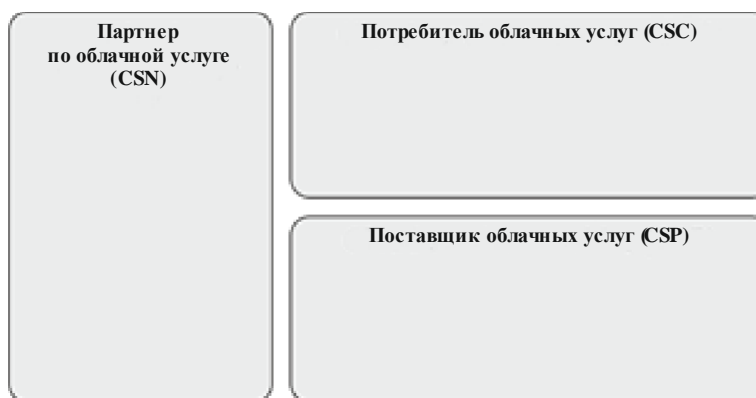 Партнер
по облачной услуге
(CSN)
Потребитель облачных услуг (CSC)
Поставщик облачных услуг (CSP)